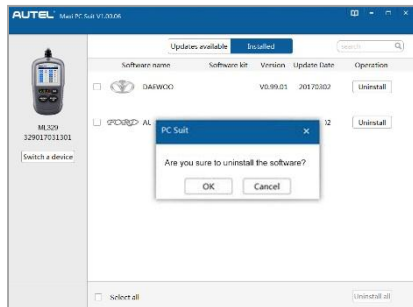 AUTEL Maxi PC Suit V1.00.06
Updates available Installed search
Software name Software kit Version Update Date Operation
DAEWOO V0.99.01 20170302 Uninstall
FORD AU Uninstall
ML329
329017031301
Switch a device
PC Suit
Are you sure to uninstall the software?
OK Cancel
Select all Uninstall all